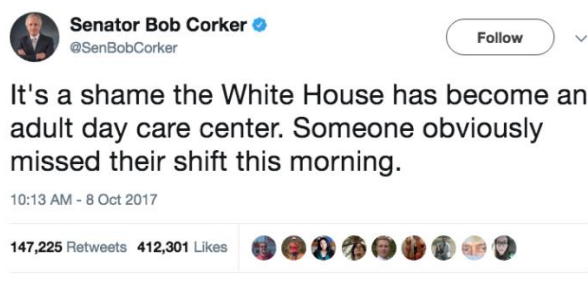 Senator Bob Corker
@SenBobCorker
Follow
It's a shame the White House has become an
adult day care center. Someone obviously
missed their shift this morning.
10:13 AM - 8 Oct 2017
147,225 Retweets 412,301 Likes